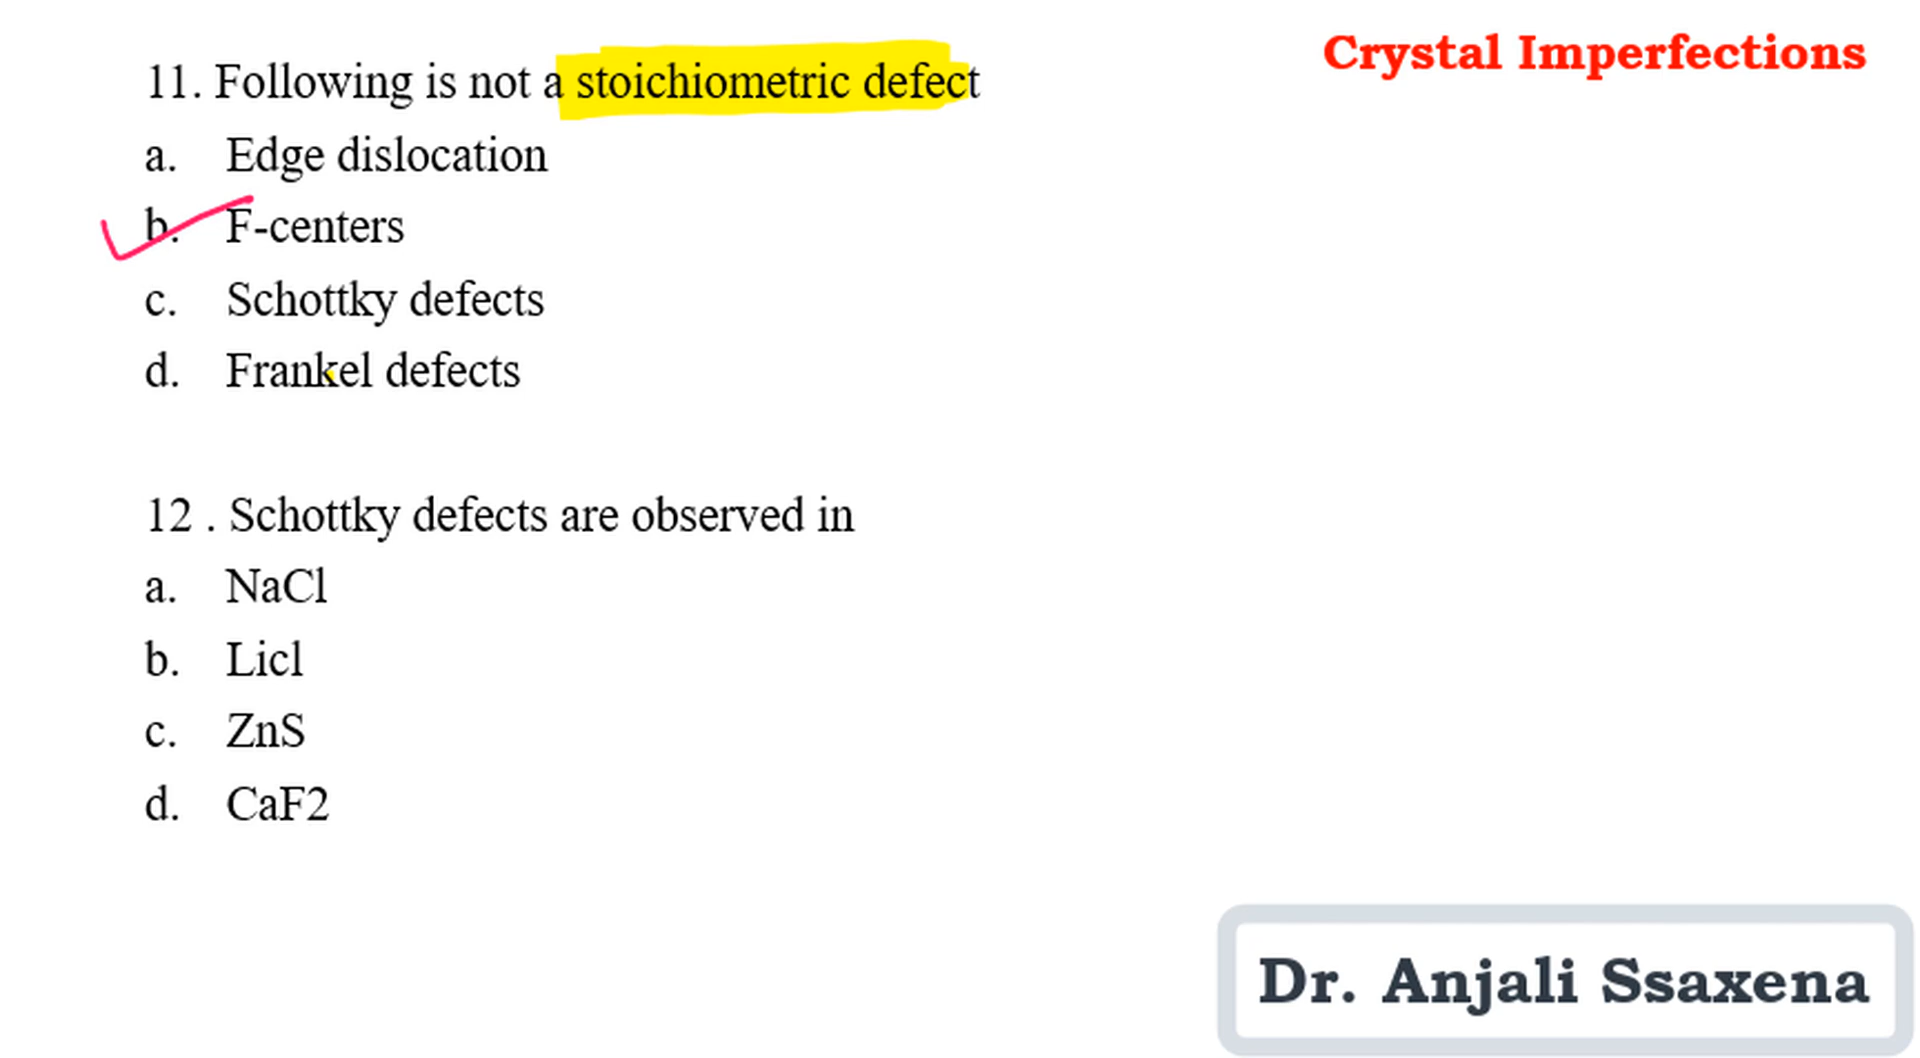 Crystal Imperfections
11. Following is not a stoichiometric defect
a. Edge dislocation
b. F-centers
c. Schottky defects
d. Frankel defects
12 . Schottky defects are observed in
a. NaCl
b. Licl
c. ZnS
d. CaF2
Dr. Anjali Ssaxena